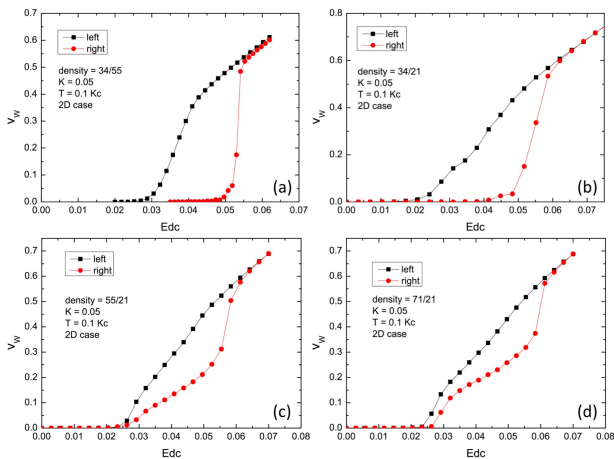 left
right
density = 34/55
K = 0.05
T = 0.1 Kc
2D case
(a)
0.7
0.6
0.5
0.4
0.3
0.2
0.1
0.0
v_w
0.00 0.01 0.02 0.03 0.04 0.05 0.06 0.07
Edc
left
right
density = 34/21
K = 0.05
T = 0.1 Kc
2D case
(b)
0.8
0.6
0.4
0.2
0.0
v_w
0.00 0.01 0.02 0.03 0.04 0.05 0.06 0.07
Edc
left
right
density = 55/21
K = 0.05
T = 0.1 Kc
2D case
(c)
0.7
0.6
0.5
0.4
0.3
0.2
0.1
0.0
v_w
0.00 0.01 0.02 0.03 0.04 0.05 0.06 0.07 0.08
Edc
left
right
density = 71/21
K = 0.05
T = 0.1 Kc
2D case
(d)
0.7
0.6
0.5
0.4
0.3
0.2
0.1
0.0
v_w
0.00 0.01 0.02 0.03 0.04 0.05 0.06 0.07 0.08
Edc